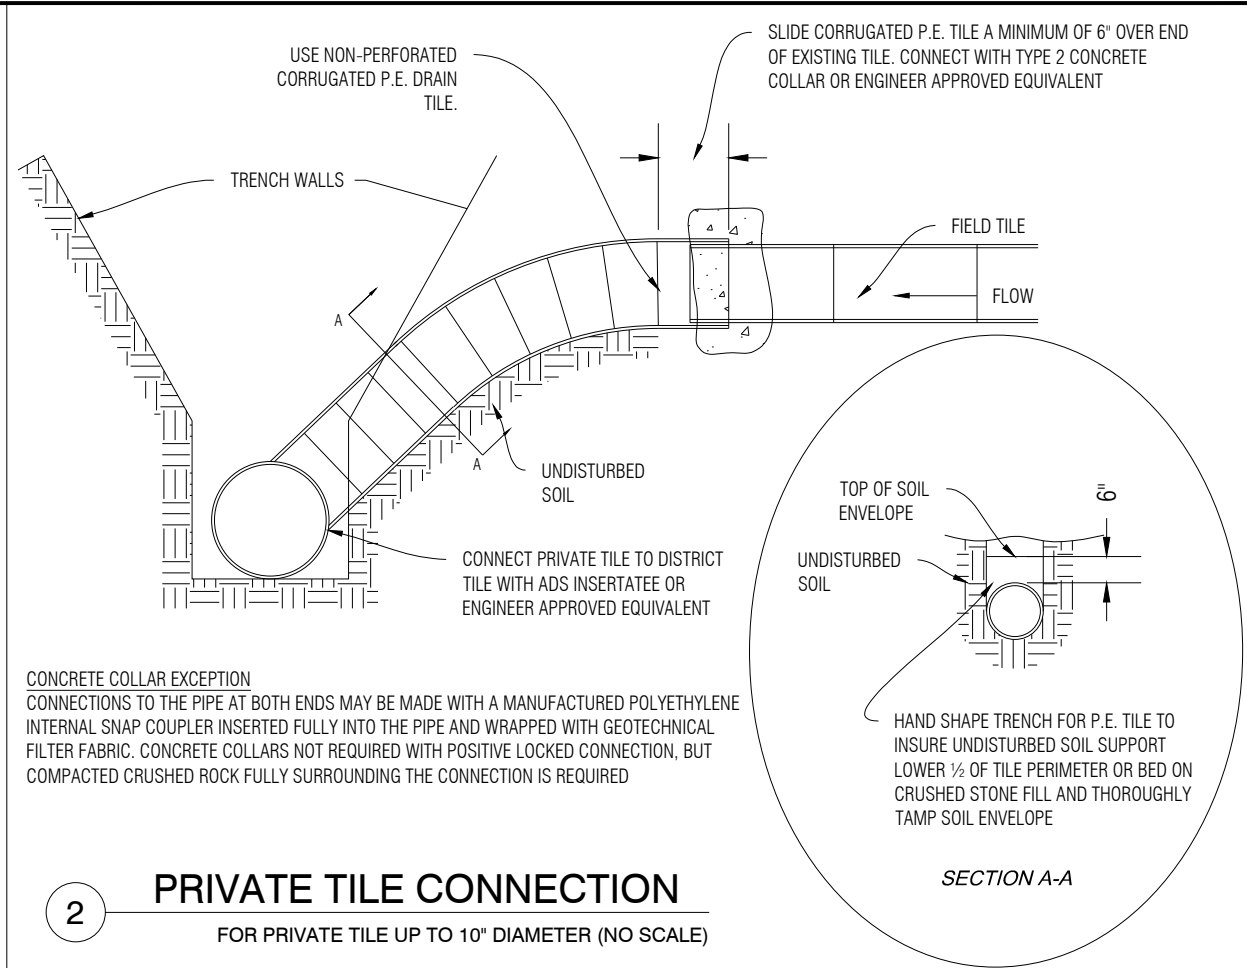 SLIDE CORRUGATED P.E. TILE A MINIMUM OF 6" OVER END
OF EXISTING TILE. CONNECT WITH TYPE 2 CONCRETE
COLLAR OR ENGINEER APPROVED EQUIVALENT
USE NON-PERFORATED
CORRUGATED P.E. DRAIN
TILE.
TRENCH WALLS
FIELD TILE
FLOW
A
A
UNDISTURBED
SOIL
CONNECT PRIVATE TILE TO DISTRICT
TILE WITH ADS INSERTATEE OR
ENGINEER APPROVED EQUIVALENT
TOP OF SOIL
ENVELOPE
6"
UNDISTURBED
SOIL
HAND SHAPE TRENCH FOR P.E. TILE TO
INSURE UNDISTURBED SOIL SUPPORT
LOWER ½ OF TILE PERIMETER OR BED ON
CRUSHED STONE FILL AND THOROUGHLY
TAMP SOIL ENVELOPE
SECTION A-A
CONCRETE COLLAR EXCEPTION
CONNECTIONS TO THE PIPE AT BOTH ENDS MAY BE MADE WITH A MANUFACTURED POLYETHYLENE
INTERNAL SNAP COUPLER INSERTED FULLY INTO THE PIPE AND WRAPPED WITH GEOTECHNICAL
FILTER FABRIC. CONCRETE COLLARS NOT REQUIRED WITH POSITIVE LOCKED CONNECTION, BUT
COMPACTED CRUSHED ROCK FULLY SURROUNDING THE CONNECTION IS REQUIRED
2
PRIVATE TILE CONNECTION
FOR PRIVATE TILE UP TO 10" DIAMETER (NO SCALE)